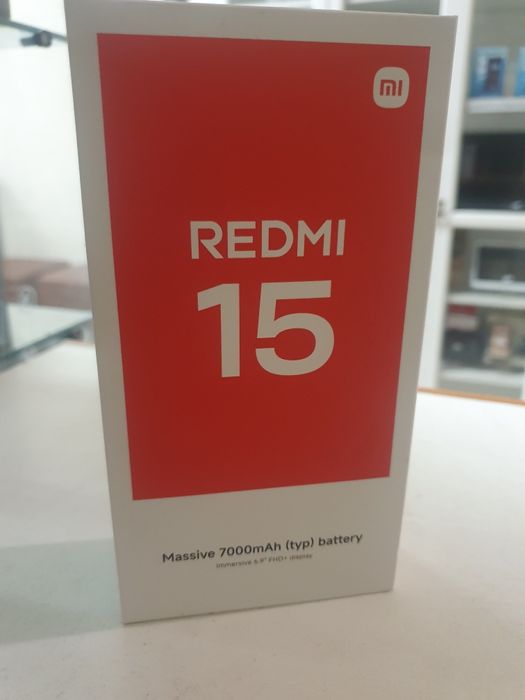 mi
REDMI
15
Massive 7000mAh (typ) battery
Immersive 6.9" FHD+ display